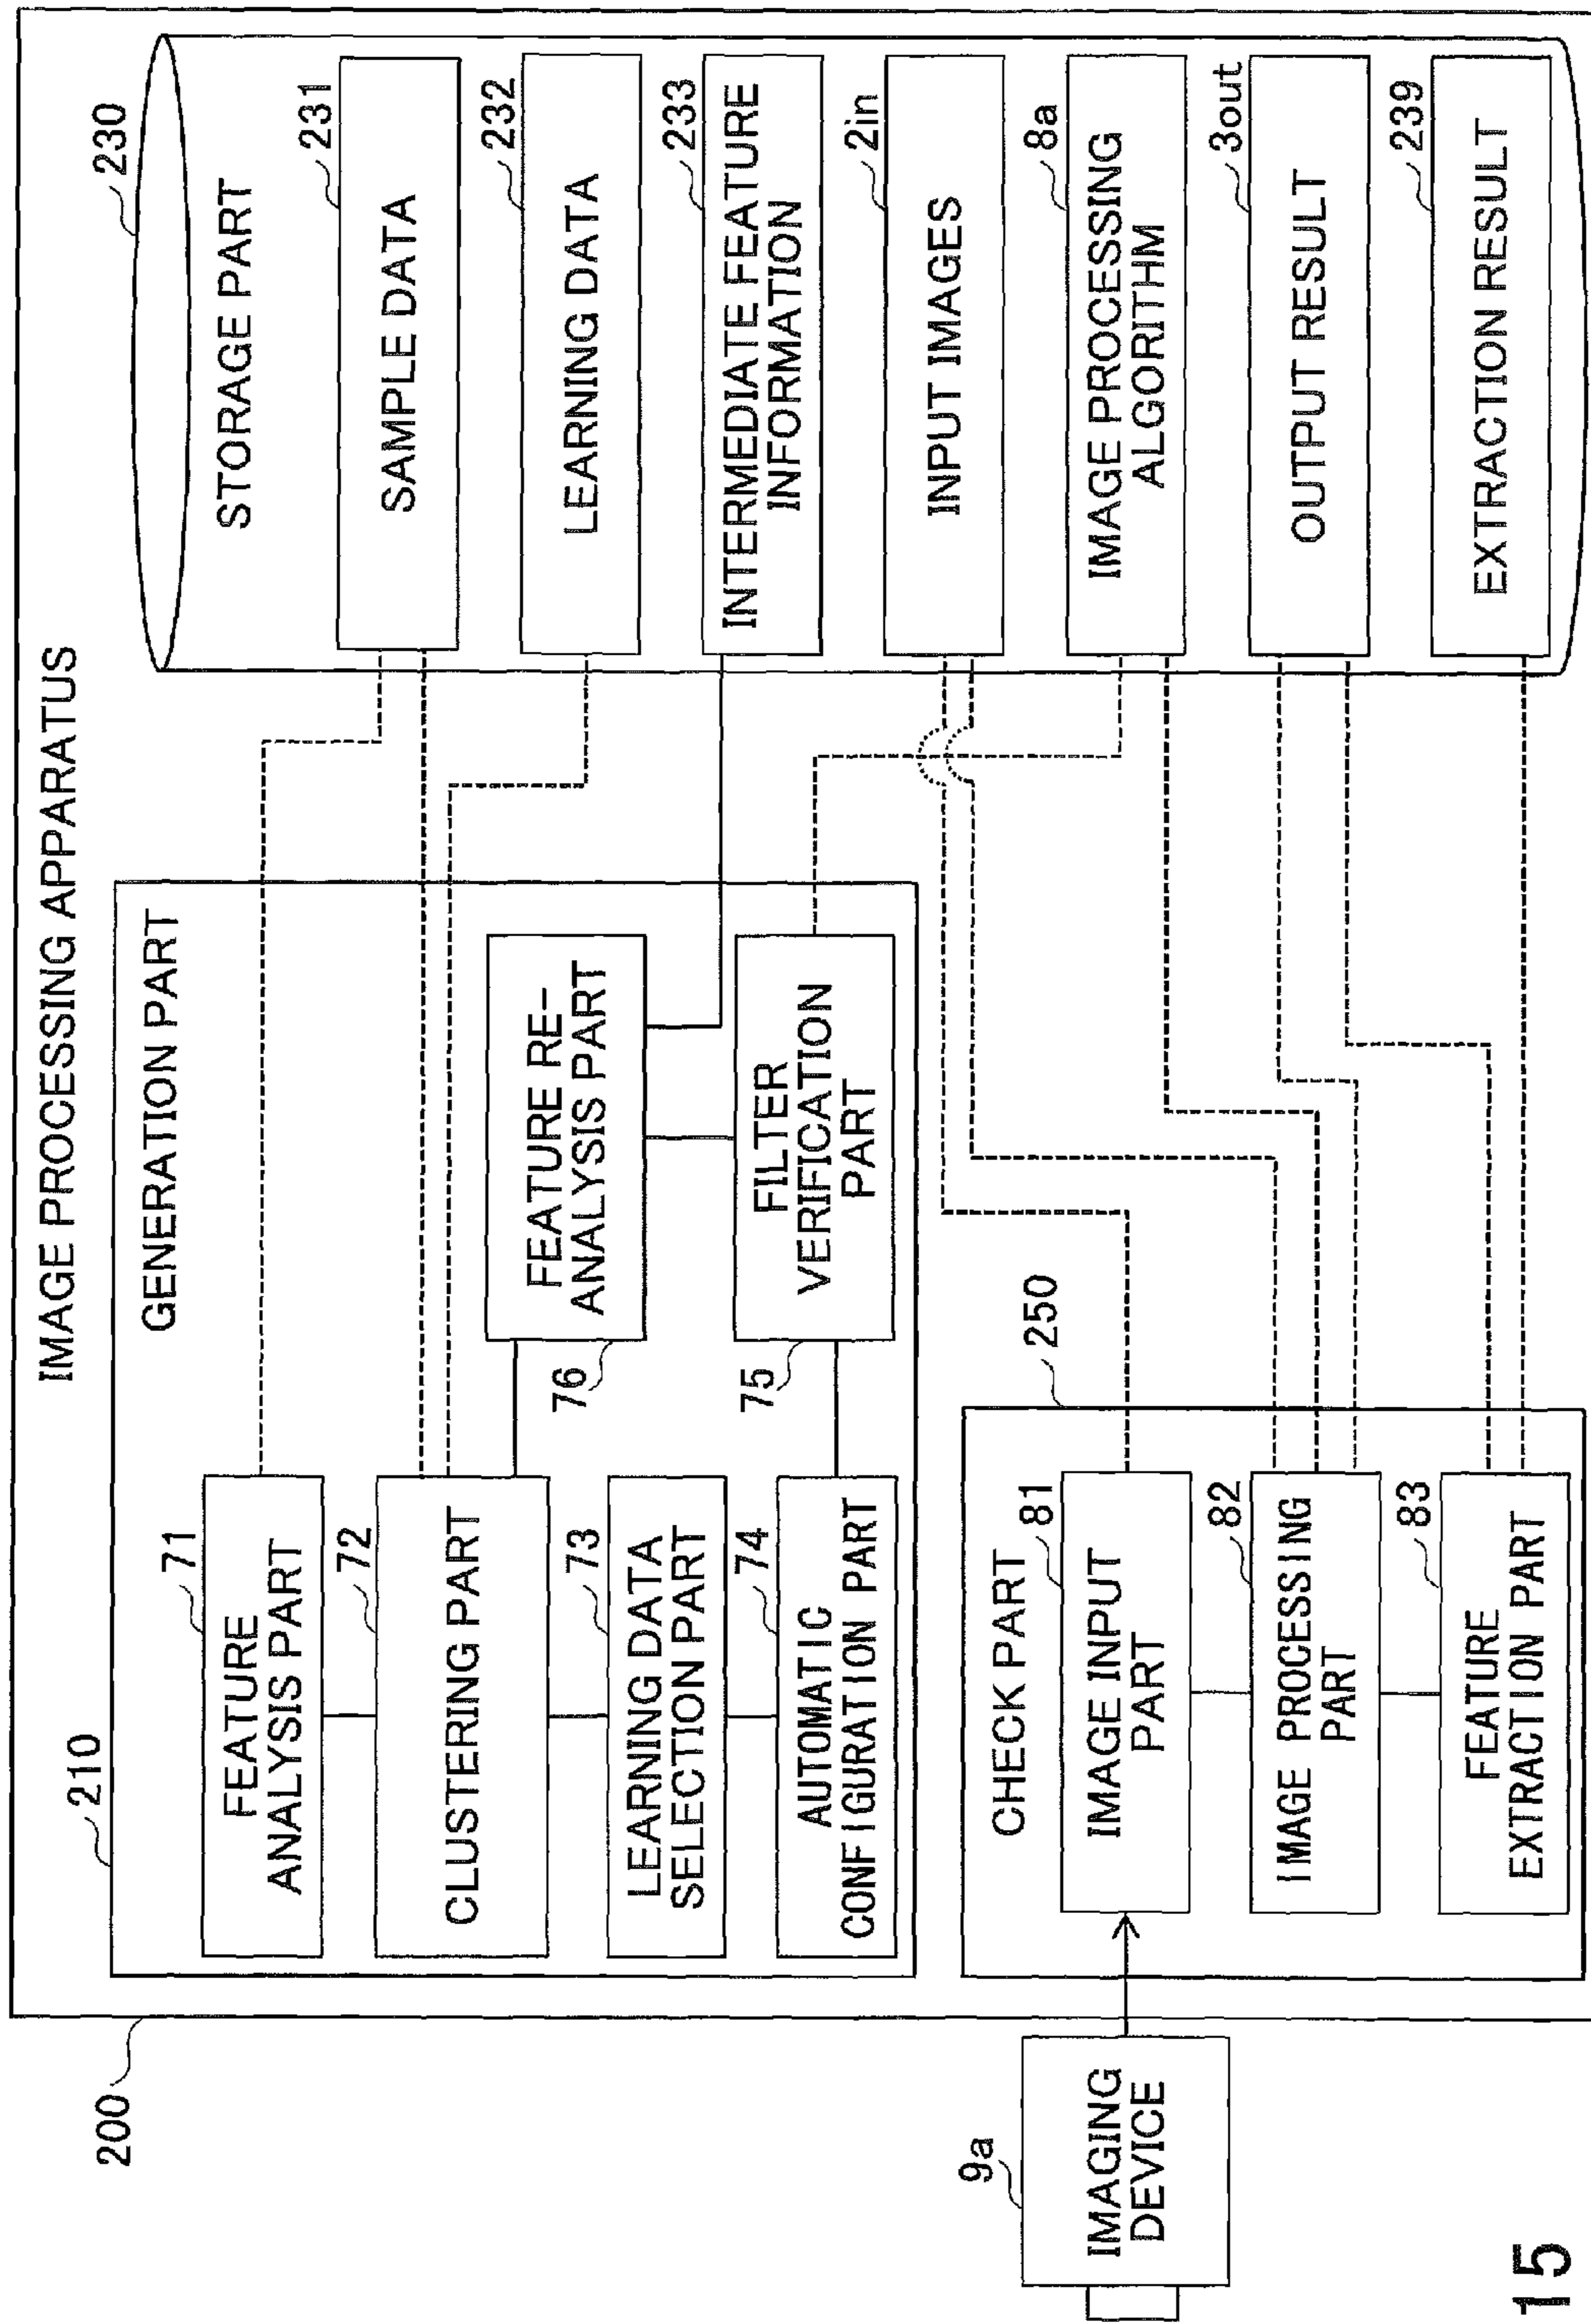 IMAGE PROCESSING APPARATUS
200
210
GENERATION PART
71
FEATURE
ANALYSIS PART
72
CLUSTERING PART
73
LEARNING DATA
SELECTION PART
74
AUTOMATIC
CONFIGURATION PART
76
FEATURE RE-
ANALYSIS PART
75
FILTER
VERIFICATION
PART
250
CHECK PART
81
IMAGE INPUT
PART
82
IMAGE PROCESSING
PART
83
FEATURE
EXTRACTION PART
9a
IMAGING
DEVICE
230
STORAGE PART
231
SAMPLE DATA
232
LEARNING DATA
233
INTERMEDIATE FEATURE
INFORMATION
2in
INPUT IMAGES
8a
IMAGE PROCESSING
ALGORITHM
3out
OUTPUT RESULT
239
EXTRACTION RESULT
15